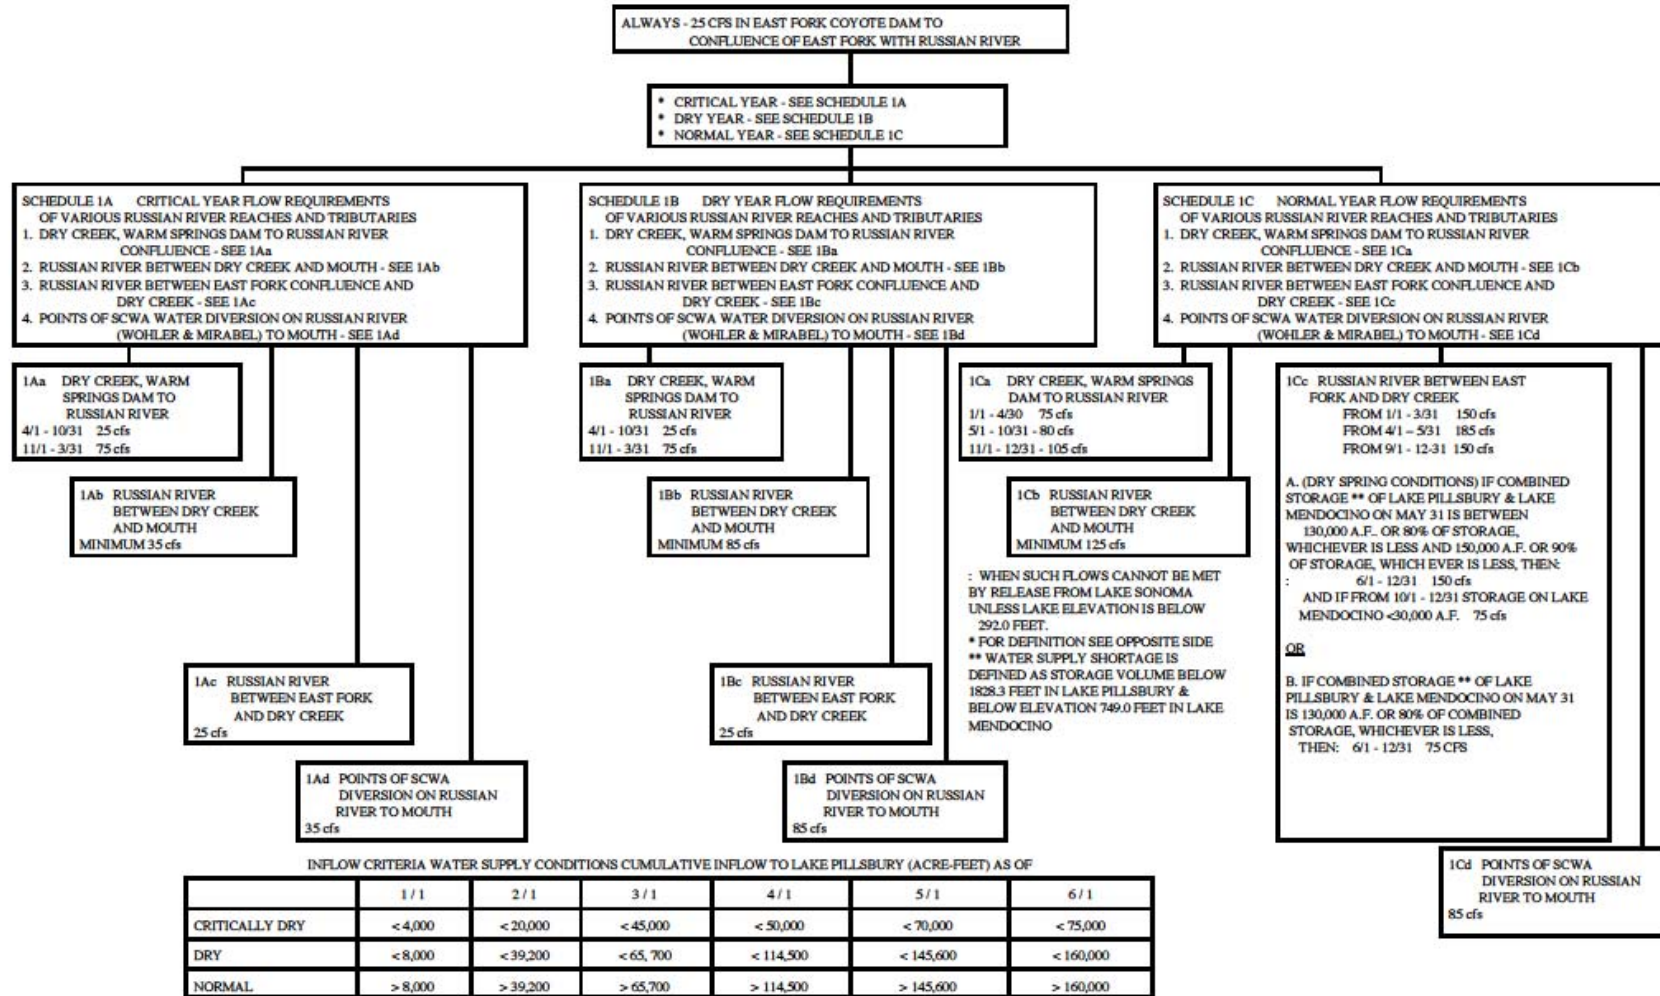 ALWAYS - 25 CFS IN EAST FORK COYOTE DAM TO
CONFLUENCE OF EAST FORK WITH RUSSIAN RIVER
* CRITICAL YEAR - SEE SCHEDULE 1A
* DRY YEAR - SEE SCHEDULE 1B
* NORMAL YEAR - SEE SCHEDULE 1C
SCHEDULE 1A CRITICAL YEAR FLOW REQUIREMENTS
OF VARIOUS RUSSIAN RIVER REACHES AND TRIBUTARIES
1. DRY CREEK, WARM SPRINGS DAM TO RUSSIAN RIVER
CONFLUENCE - SEE 1Aa
2. RUSSIAN RIVER BETWEEN DRY CREEK AND MOUTH - SEE 1Ab
3. RUSSIAN RIVER BETWEEN EAST FORK CONFLUENCE AND
DRY CREEK - SEE 1Ac
4. POINTS OF SCWA WATER DIVERSION ON RUSSIAN RIVER
(WOHLER & MIRABEL) TO MOUTH - SEE 1Ad
SCHEDULE 1B DRY YEAR FLOW REQUIREMENTS
OF VARIOUS RUSSIAN RIVER REACHES AND TRIBUTARIES
1. DRY CREEK, WARM SPRINGS DAM TO RUSSIAN RIVER
CONFLUENCE - SEE 1Ba
2. RUSSIAN RIVER BETWEEN DRY CREEK AND MOUTH - SEE 1Bb
3. RUSSIAN RIVER BETWEEN EAST FORK CONFLUENCE AND
DRY CREEK - SEE 1Bc
4. POINTS OF SCWA WATER DIVERSION ON RUSSIAN RIVER
(WOHLER & MIRABEL) TO MOUTH - SEE 1Bd
SCHEDULE 1C NORMAL YEAR FLOW REQUIREMENTS
OF VARIOUS RUSSIAN RIVER REACHES AND TRIBUTARIES
1. DRY CREEK, WARM SPRINGS DAM TO RUSSIAN RIVER
CONFLUENCE - SEE 1Ca
2. RUSSIAN RIVER BETWEEN DRY CREEK AND MOUTH - SEE 1Cb
3. RUSSIAN RIVER BETWEEN EAST FORK CONFLUENCE AND
DRY CREEK - SEE 1Cc
4. POINTS OF SCWA WATER DIVERSION ON RUSSIAN RIVER
(WOHLER & MIRABEL) TO MOUTH - SEE 1Cd
1Aa DRY CREEK, WARM
SPRINGS DAM TO
RUSSIAN RIVER
4/1 - 10/31 25 cfs
11/1 - 3/31 75 cfs
1Ab RUSSIAN RIVER
BETWEEN DRY CREEK
AND MOUTH
MINIMUM 35 cfs
1Ac RUSSIAN RIVER
BETWEEN EAST FORK
AND DRY CREEK
25 cfs
1Ad POINTS OF SCWA
DIVERSION ON RUSSIAN
RIVER TO MOUTH
35 cfs
1Ba DRY CREEK, WARM
SPRINGS DAM TO
RUSSIAN RIVER
4/1 - 10/31 25 cfs
11/1 - 3/31 75 cfs
1Bb RUSSIAN RIVER
BETWEEN DRY CREEK
AND MOUTH
MINIMUM 85 cfs
1Bc RUSSIAN RIVER
BETWEEN EAST FORK
AND DRY CREEK
25 cfs
1Bd POINTS OF SCWA
DIVERSION ON RUSSIAN
RIVER TO MOUTH
85 cfs
1Ca DRY CREEK, WARM SPRINGS
DAM TO RUSSIAN RIVER
1/1 - 4/30 75 cfs
5/1 - 10/31 - 80 cfs
11/1 - 12/31 - 105 cfs
1Cb RUSSIAN RIVER
BETWEEN DRY CREEK
AND MOUTH
MINIMUM 125 cfs
: WHEN SUCH FLOWS CANNOT BE MET
BY RELEASE FROM LAKE SONOMA
UNLESS LAKE ELEVATION IS BELOW
292.0 FEET.
* FOR DEFINITION SEE OPPOSITE SIDE
** WATER SUPPLY SHORTAGE IS
DEFINED AS STORAGE VOLUME BELOW
1828.3 FEET IN LAKE PILLSBURY &
BELOW ELEVATION 749.0 FEET IN LAKE
MENDOCINO
1Cc RUSSIAN RIVER BETWEEN EAST
FORK AND DRY CREEK
FROM 1/1 - 3/31 150 cfs
FROM 4/1 – 5/31 185 cfs
FROM 9/1 - 12-31 150 cfs
A. (DRY SPRING CONDITIONS) IF COMBINED
STORAGE ** OF LAKE PILLSBURY & LAKE
MENDOCINO ON MAY 31 IS BETWEEN
130,000 A.F.. OR 80% OF STORAGE,
WHICHEVER IS LESS AND 150,000 A.F. OR 90%
OF STORAGE, WHICH EVER IS LESS, THEN:
: 6/1 - 12/31 150 cfs
AND IF FROM 10/1 - 12/31 STORAGE ON LAKE
MENDOCINO <30,000 A.F. 75 cfs
OR
B. IF COMBINED STORAGE ** OF LAKE
PILLSBURY & LAKE MENDOCINO ON MAY 31
IS 130,000 A.F. OR 80% OF COMBINED
STORAGE, WHICHEVER IS LESS,
THEN: 6/1 - 12/31 75 CFS
1Cd POINTS OF SCWA
DIVERSION ON RUSSIAN
RIVER TO MOUTH
85 cfs
INFLOW CRITERIA WATER SUPPLY CONDITIONS CUMULATIVE INFLOW TO LAKE PILLSBURY (ACRE-FEET) AS OF
1 / 1 2 / 1 3 / 1 4 / 1 5 / 1 6 / 1
CRITICALLY DRY < 4,000 < 20,000 < 45,000 < 50,000 < 70,000 < 75,000
DRY < 8,000 < 39,200 < 65, 700 < 114,500 < 145,600 < 160,000
NORMAL > 8,000 > 39,200 > 65,700 > 114,500 > 145,600 > 160,000